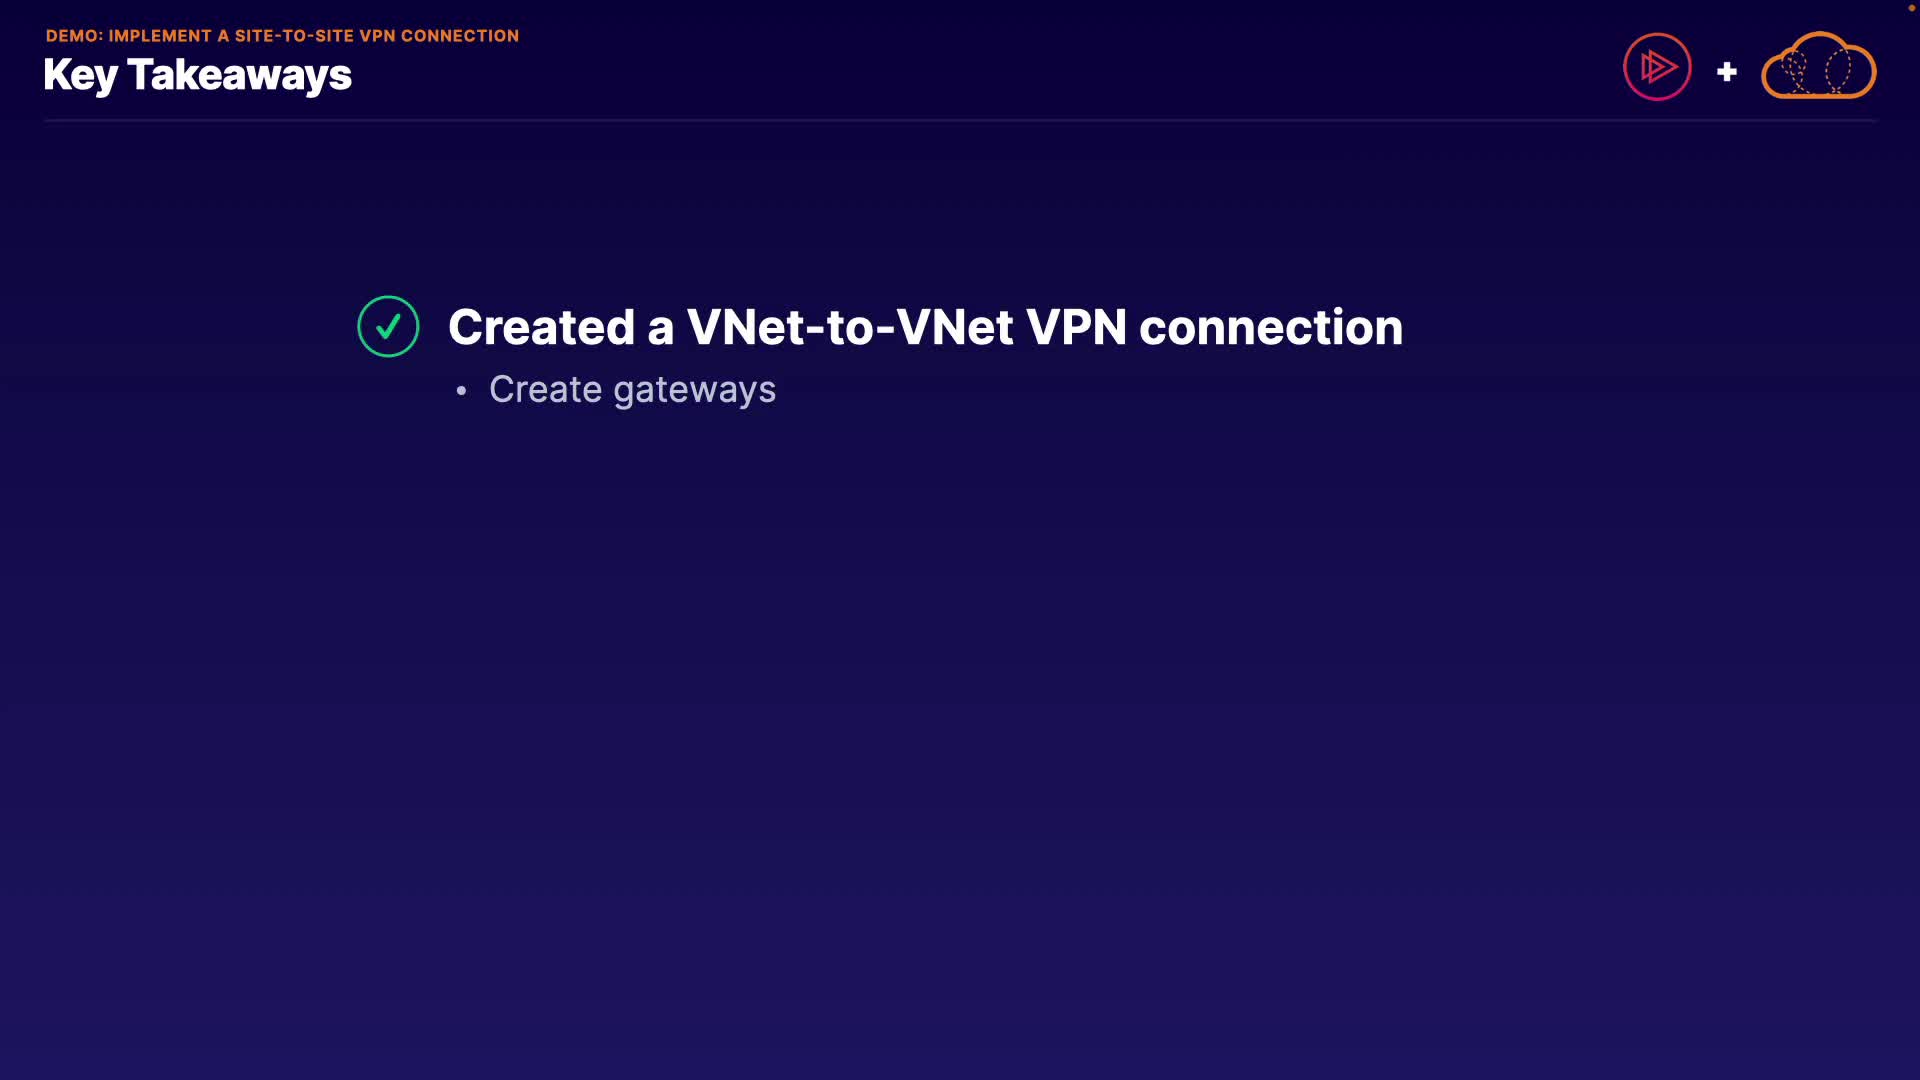 DEMO: IMPLEMENT A SITE-TO-SITE VPN CONNECTION
Key Takeaways
Created a VNet-to-VNet VPN connection
• Create gateways